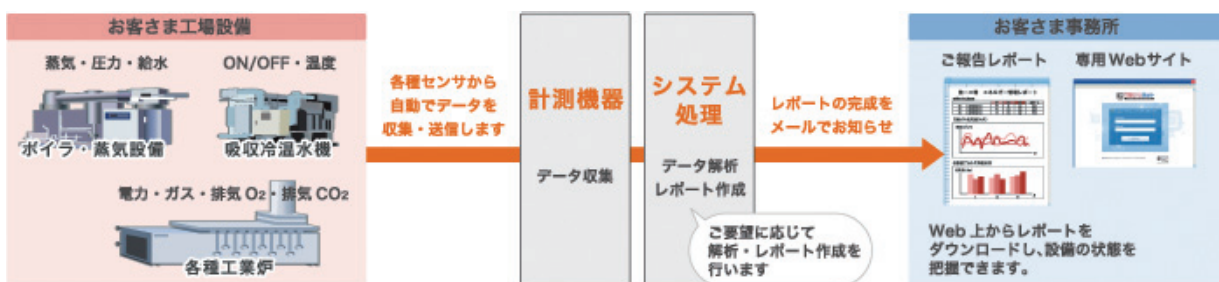 お客さま工場設備
蒸気・圧力・給水
ボイラ・蒸気設備
ON/OFF・温度
吸収冷温水機
電力・ガス・排気O2・排気CO2
各種工業炉
各種センサから
自動でデータを
収集・送信します
計測機器
データ収集
システム
処理
データ解析
レポート作成
ご要望に応じて
解析・レポート作成を
行います
レポートの完成を
メールでお知らせ
お客さま事務所
ご報告レポート
専用Webサイト
Web上からレポートを
ダウンロードし、設備の状態を
把握できます。